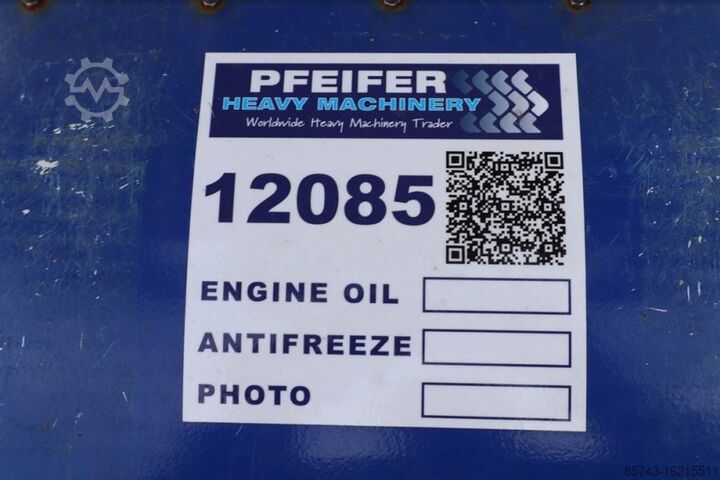 PFEIFER
HEAVY MACHINERY
Worldwide Heavy Machinery Trader
12085
ENGINE OIL
ANTIFREEZE
PHOTO
85743-16215511